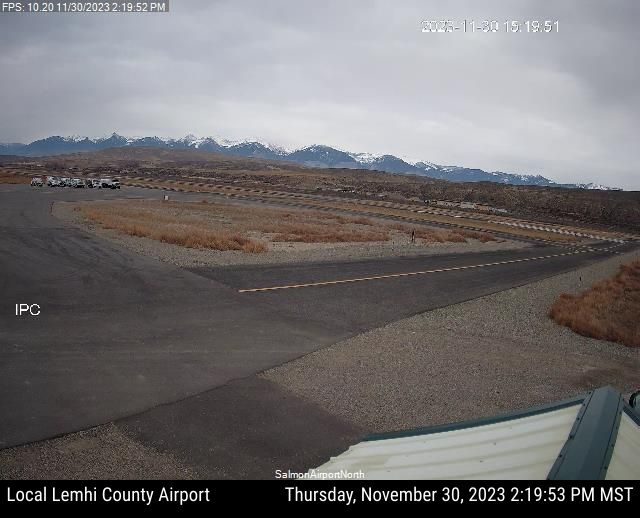 FPS: 10.20 11/30/2023 2:19:52 PM
2023-11-30 15:19:51
IPC
SalmonAirportNorth
Local Lemhi County Airport
Thursday, November 30, 2023 2:19:53 PM MST